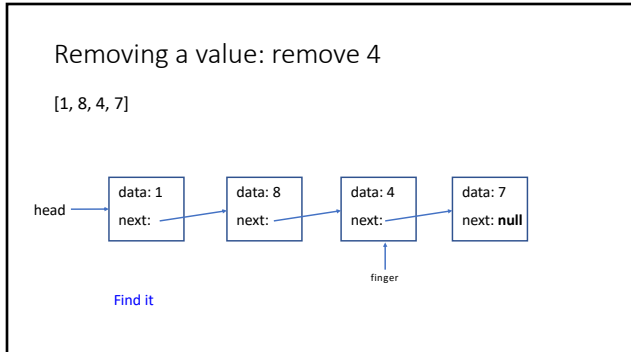 Removing a value: remove 4
[1, 8, 4, 7]
head
data: 1
next:
data: 8
next:
data: 4
next:
data: 7
next: null
finger
Find it